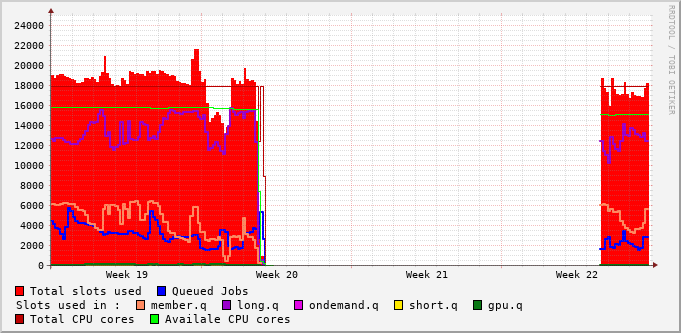 24000
22000
20000
18000
16000
14000
12000
10000
8000
6000
4000
2000
0
Week 19 Week 20 Week 21 Week 22
Total slots used Queued Jobs
Slots used in : member.q long.q ondemand.q short.q gpu.q
Total CPU cores Availale CPU cores
RRDTOOL / TOBI OETIKER